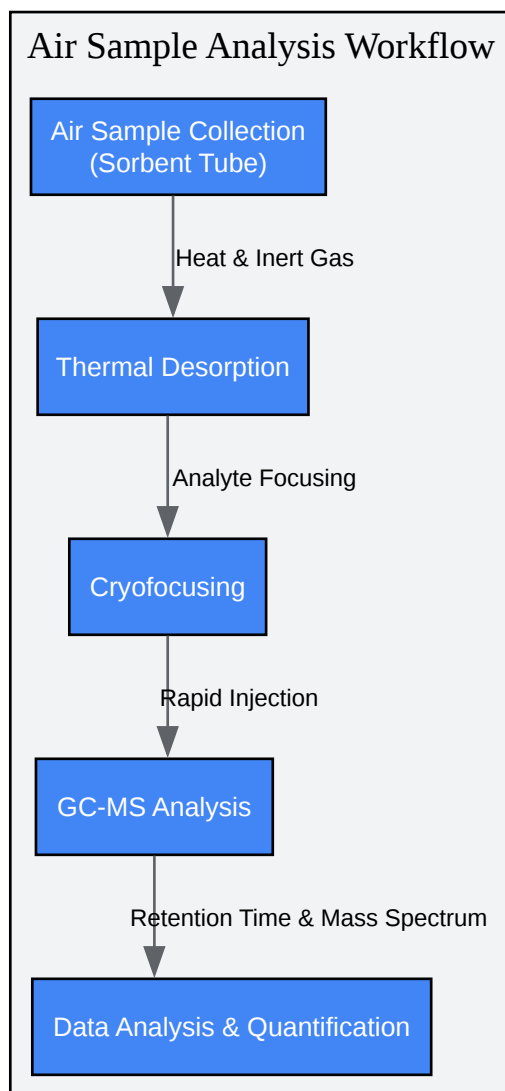 Air Sample Analysis Workflow
Air Sample Collection
(Sorbent Tube)
Heat & Inert Gas
Thermal Desorption
Analyte Focusing
Cryofocusing
Rapid Injection
GC-MS Analysis
Retention Time & Mass Spectrum
Data Analysis & Quantification